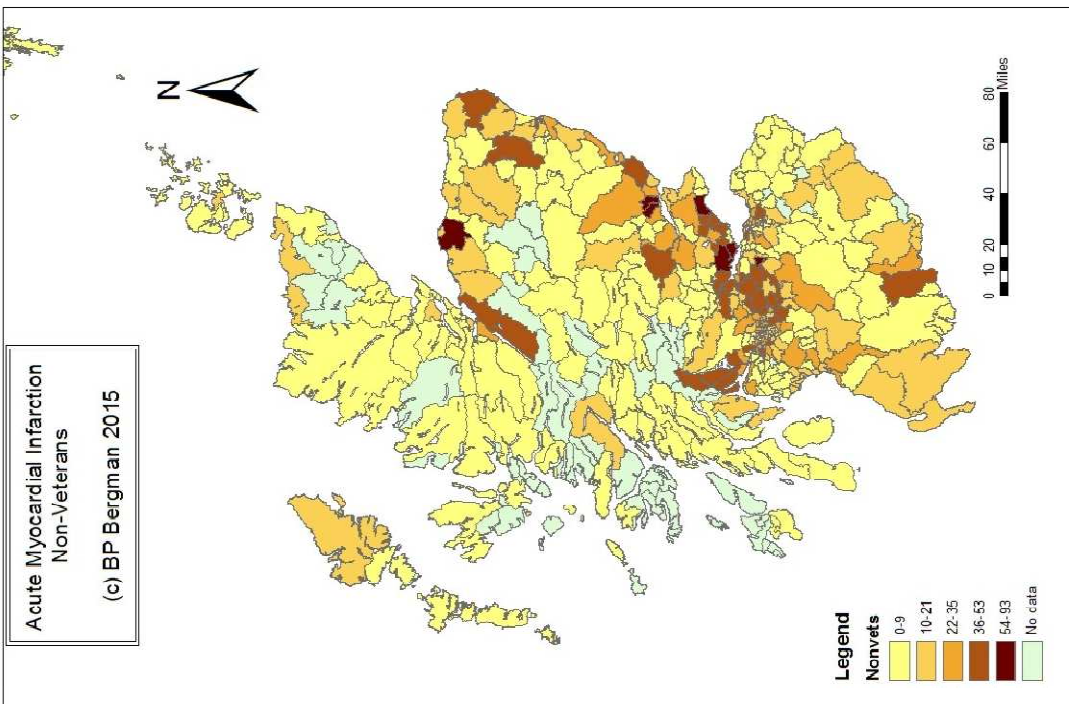 Acute Myocardial Infarction
Non-Veterans
(c) BP Bergman 2015
N
Legend
Nonvets
0-9
10-21
22-35
36-53
54-93
No data
0 10 20 40 60 80
Miles